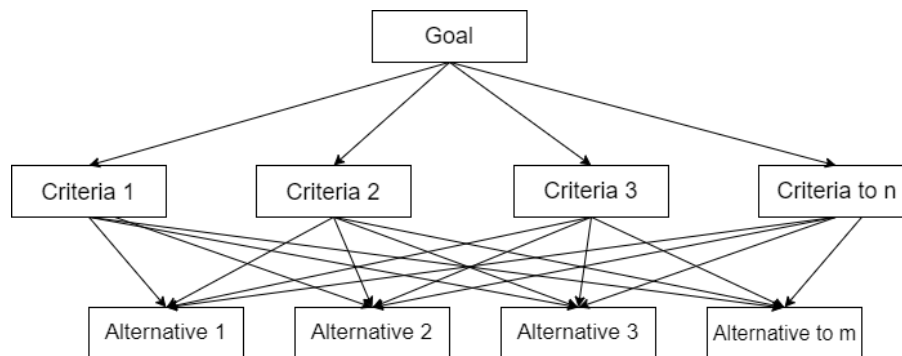 Goal
Criteria 1
Criteria 2
Criteria 3
Criteria to n
Alternative 1
Alternative 2
Alternative 3
Alternative to m